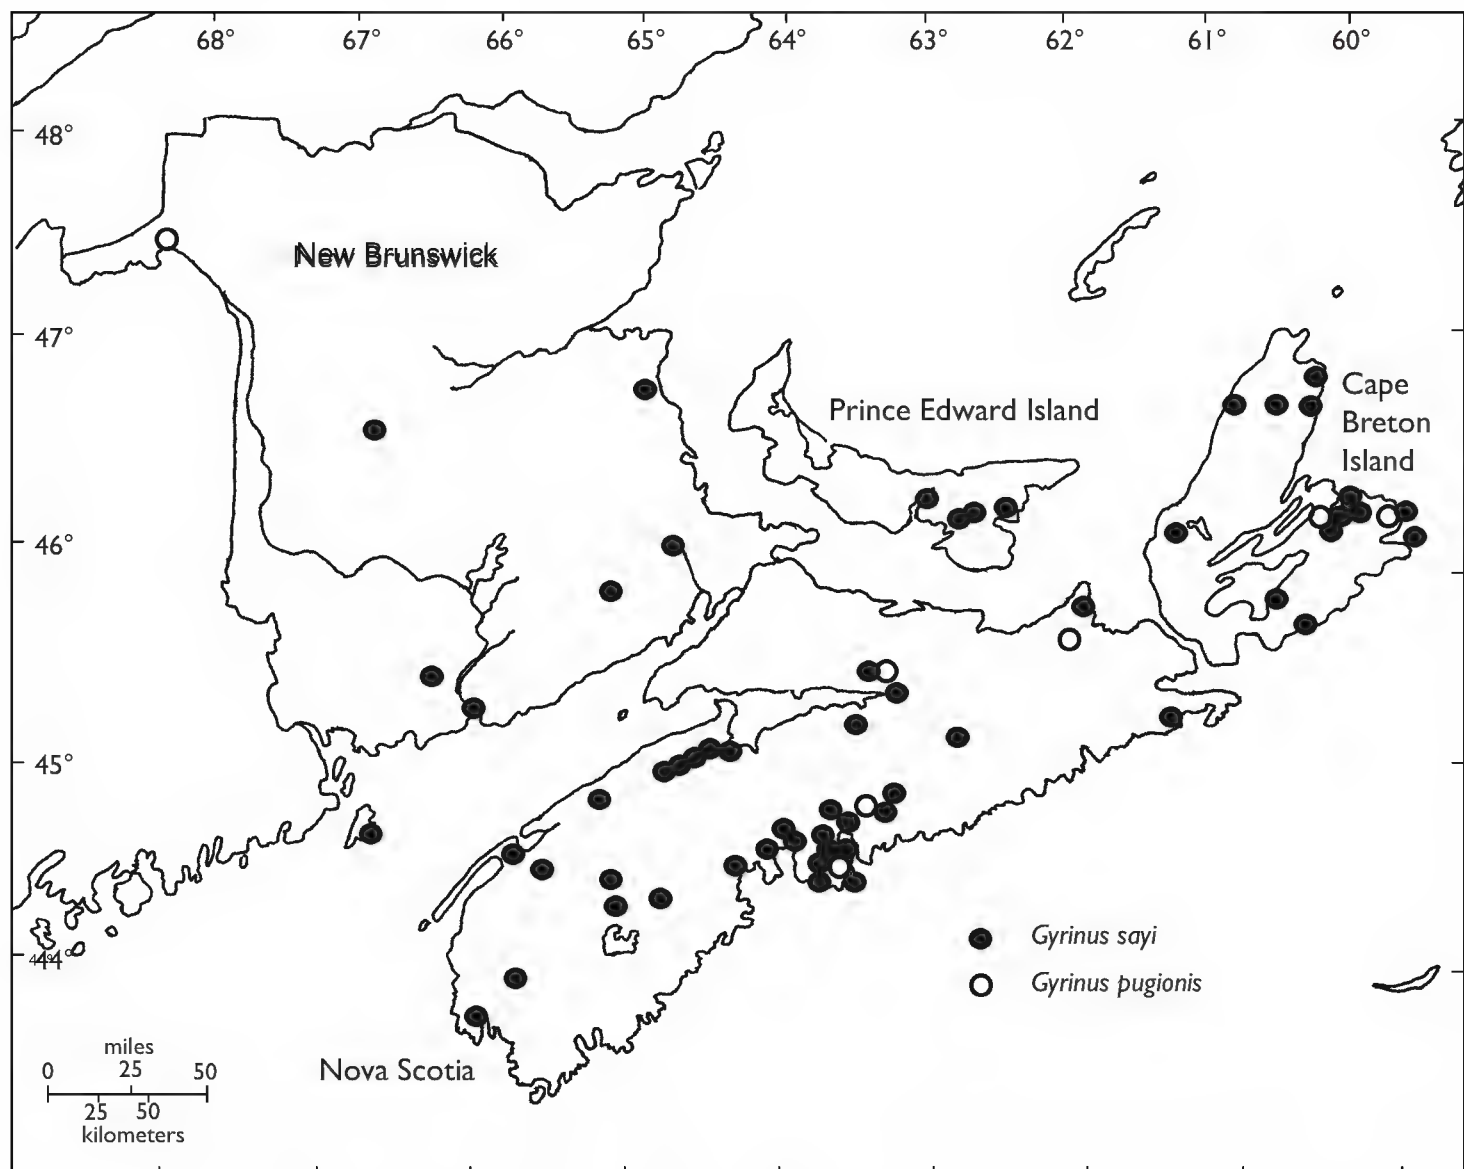 68° 67° 66° 65° 64° 63° 62° 61° 60°
48°
New Brunswick
47°
Cape
Prince Edward Island
Breton
Island
46°
45°
Gyrinus sayi
44°
Gyrinus pugionis
miles
Nova Scotia
0 25 50
25 50
kilometers